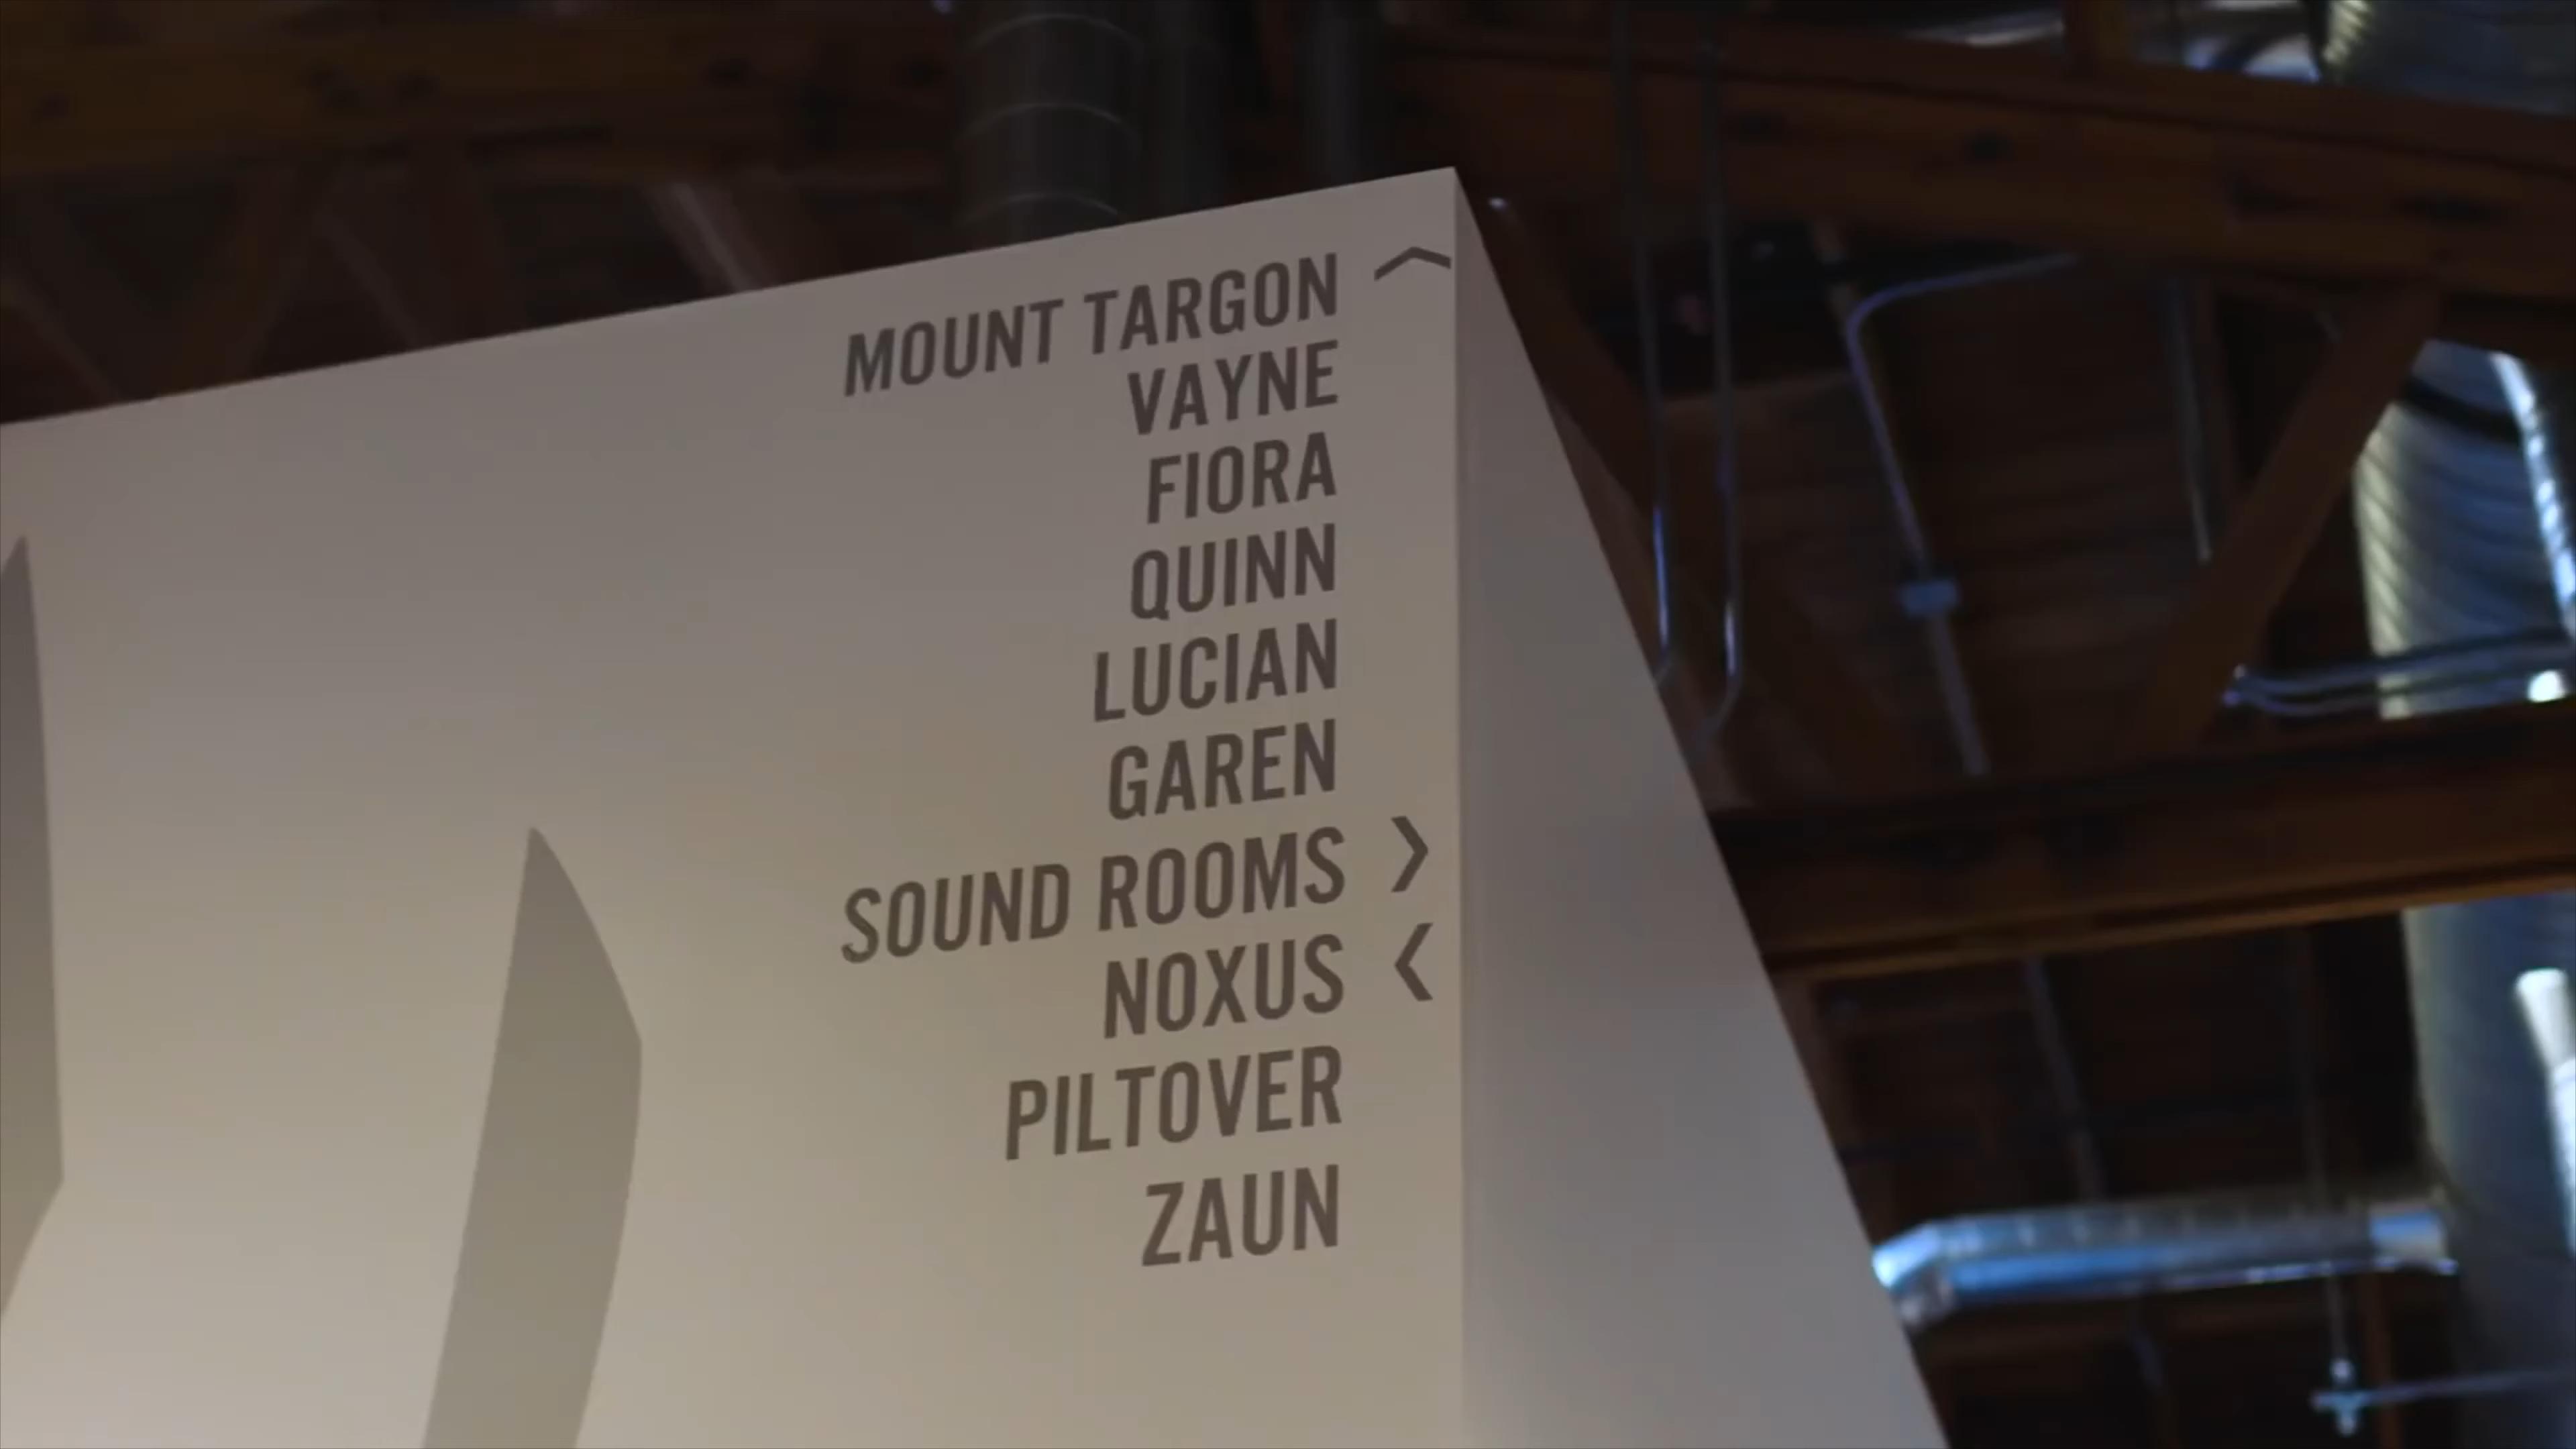 MOUNT TARGON ︿
VAYNE
FIORA
QUINN
LUCIAN
GAREN
SOUND ROOMS >
NOXUS <
PILTOVER
ZAUN